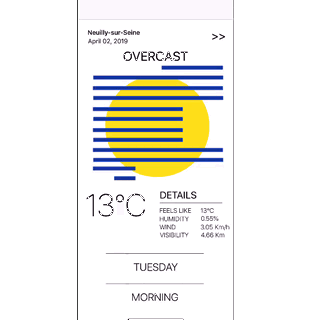 Neuilly-sur-Seine
April 02, 2019
>>
OVERCAST
13°C
DETAILS
FEELS LIKE 13°C
HUMIDITY 0.55%
WIND 3.05 Km/h
VISIBILITY 4.66 Km
TUESDAY
MORNING